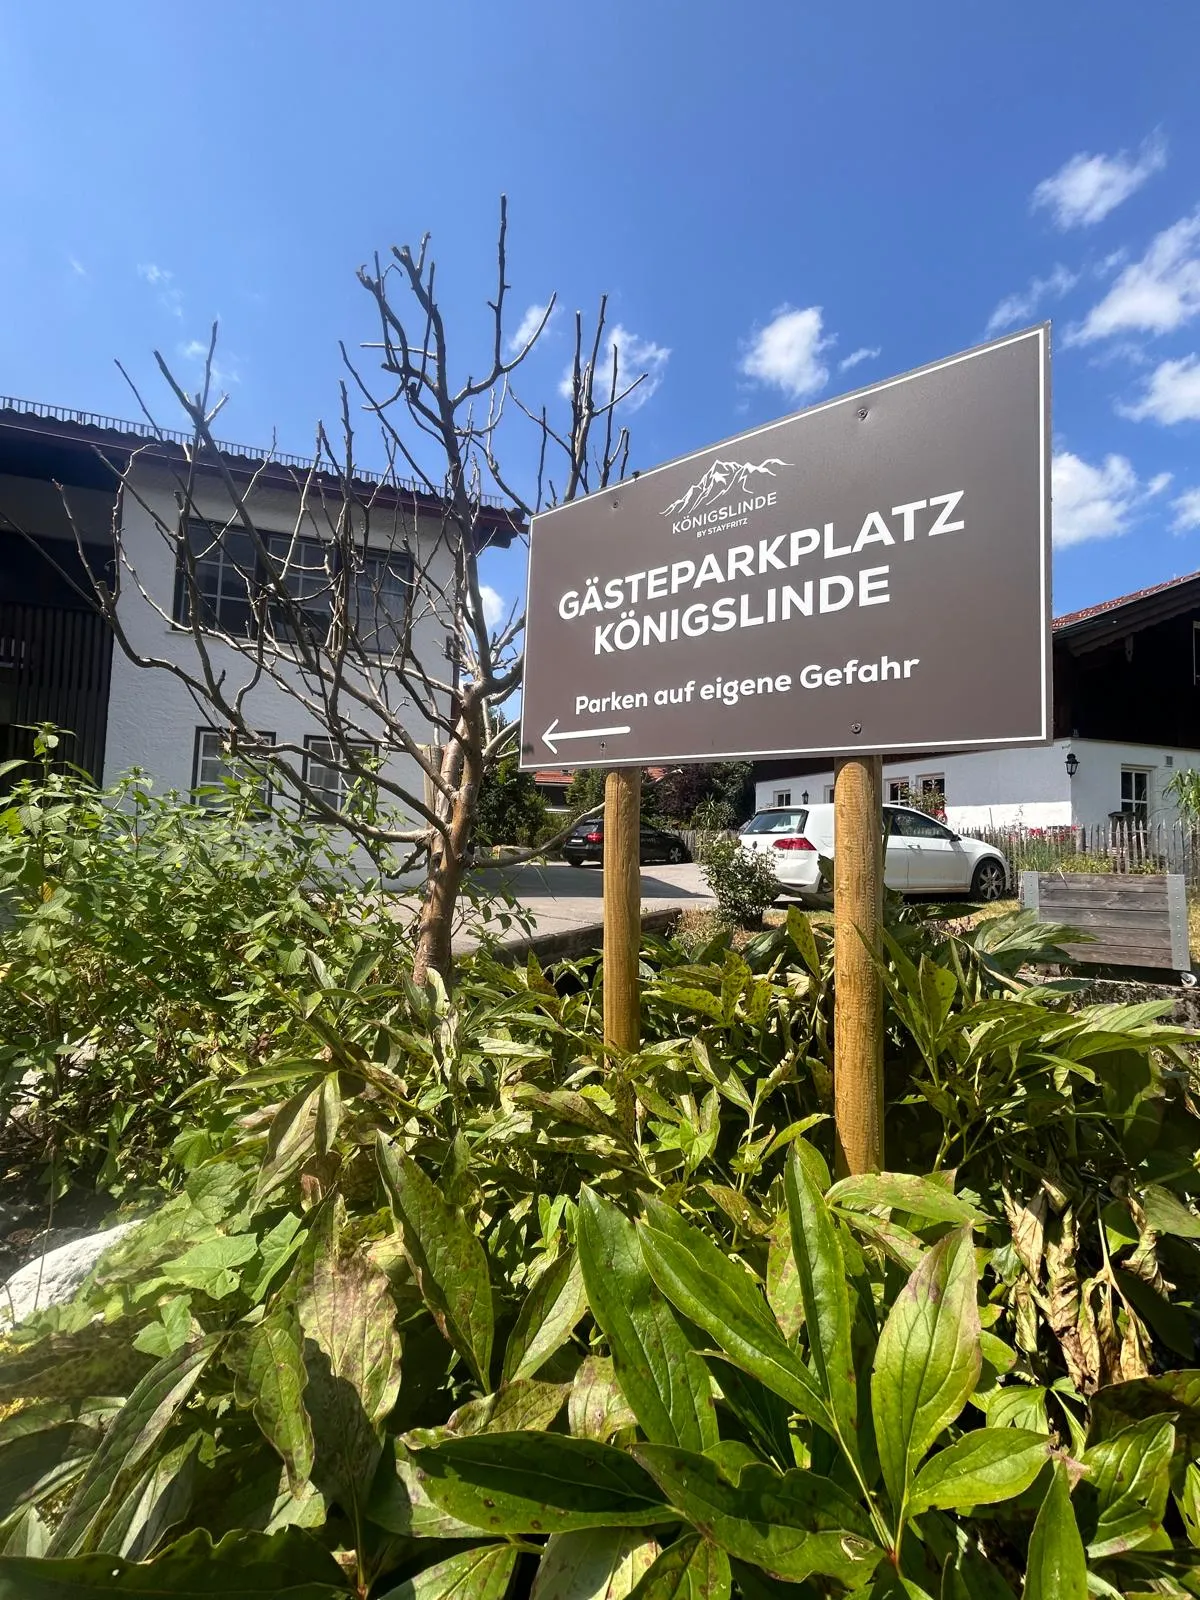 KÖNIGSLINDE
BY STAYFRITZ
GÄSTEPARKPLATZ
KÖNIGSLINDE
Parken auf eigene Gefahr